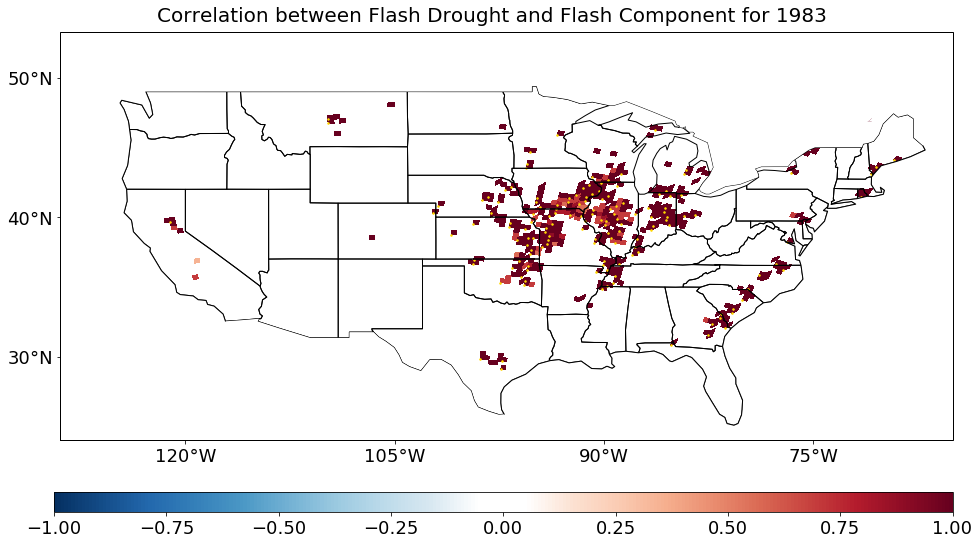 Correlation between Flash Drought and Flash Component for 1983
50°N
40°N
30°N
120°W 105°W 90°W 75°W
−1.00 −0.75 −0.50 −0.25 0.00 0.25 0.50 0.75 1.00